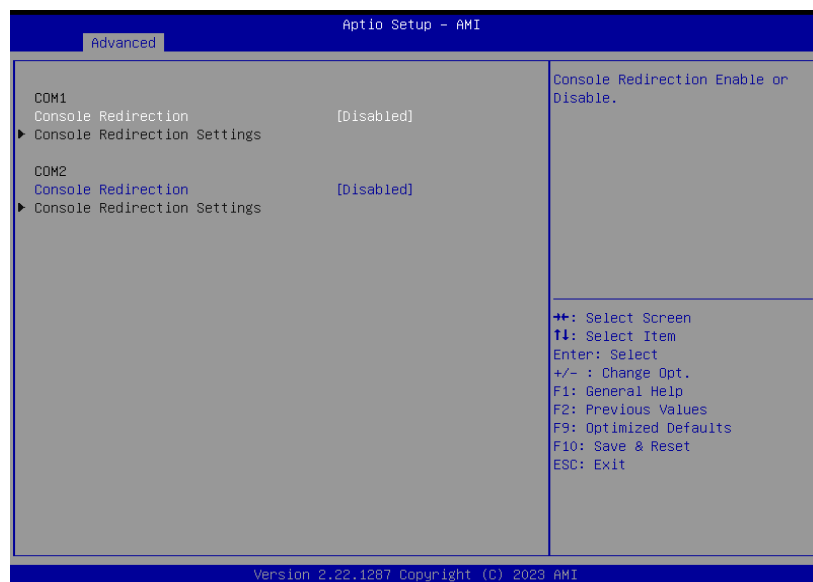 Aptio Setup – AMI
Advanced
COM1
Console Redirection [Disabled]
▶ Console Redirection Settings
COM2
Console Redirection [Disabled]
▶ Console Redirection Settings
Console Redirection Enable or
Disable.
→←: Select Screen
↑↓: Select Item
Enter: Select
+/- : Change Opt.
F1: General Help
F2: Previous Values
F9: Optimized Defaults
F10: Save & Reset
ESC: Exit
Version 2.22.1287 Copyright (C) 2023 AMI